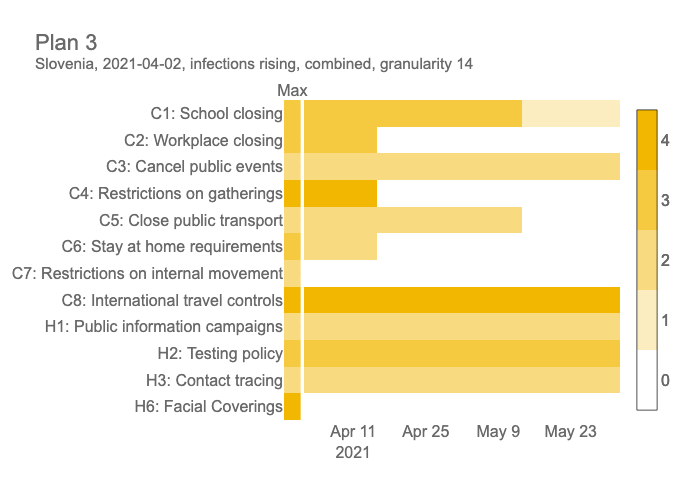 Plan 3
Slovenia, 2021-04-02, infections rising, combined, granularity 14
Max
C1: School closing
C2: Workplace closing
C3: Cancel public events
C4: Restrictions on gatherings
C5: Close public transport
C6: Stay at home requirements
C7: Restrictions on internal movement
C8: International travel controls
H1: Public information campaigns
H2: Testing policy
H3: Contact tracing
H6: Facial Coverings
4
3
2
1
0
Apr 11 Apr 25 May 9 May 23
2021